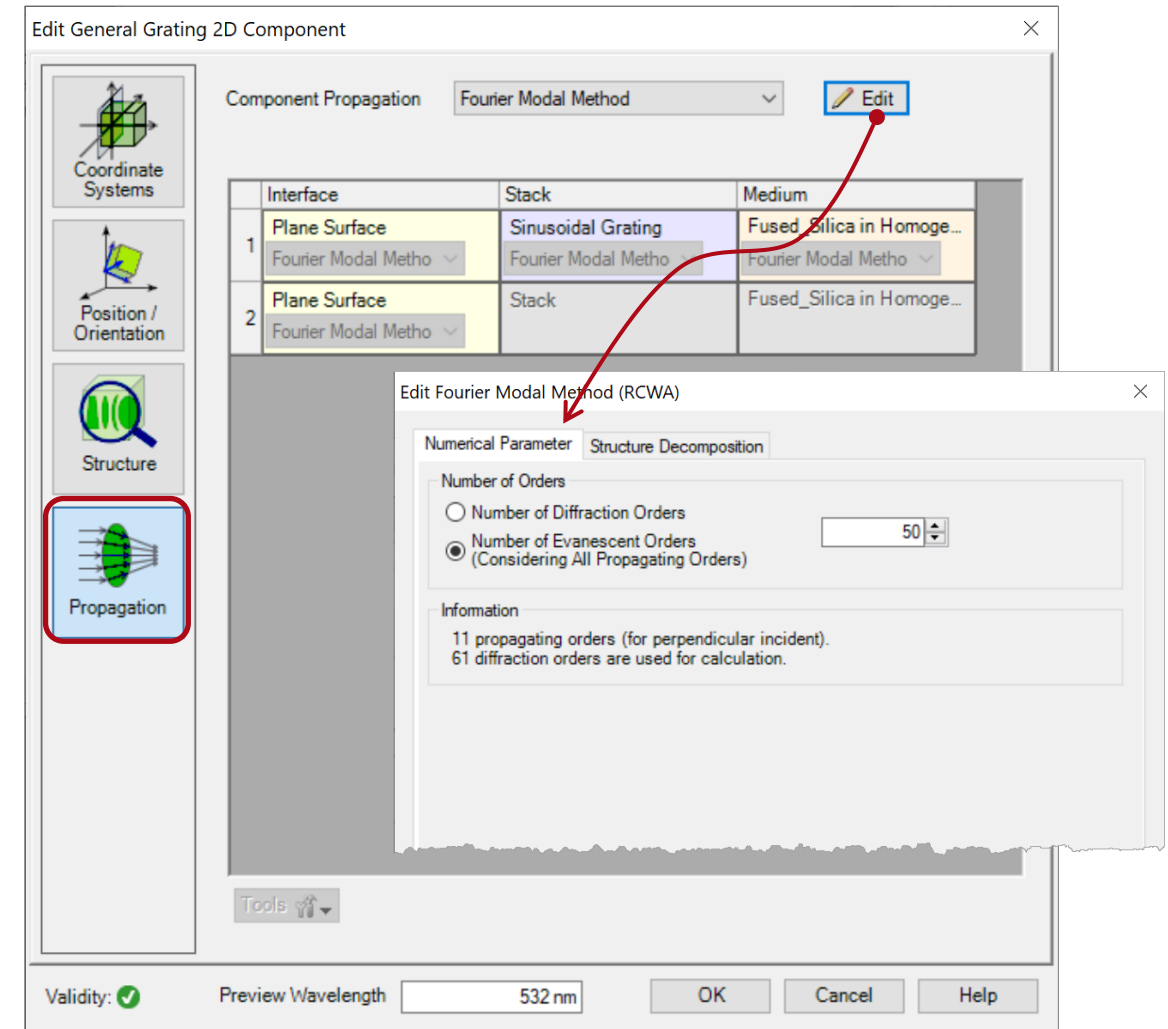 Edit General Grating 2D Component
Coordinate
Systems
Position /
Orientation
Structure
Propagation
Component Propagation Fourier Modal Method Edit
Interface Stack Medium
1 Plane Surface Sinusoidal Grating Fused_Silica in Homoge...
Fourier Modal Metho Fourier Modal Metho Fourier Modal Metho
2 Plane Surface Stack Fused_Silica in Homoge...
Fourier Modal Metho
Edit Fourier Modal Method (RCWA)
Numerical Parameter Structure Decomposition
Number of Orders
Number of Diffraction Orders
Number of Evanescent Orders
(Considering All Propagating Orders)
50
Information
11 propagating orders (for perpendicular incident).
61 diffraction orders are used for calculation.
Tools
Validity: Preview Wavelength 532 nm OK Cancel Help